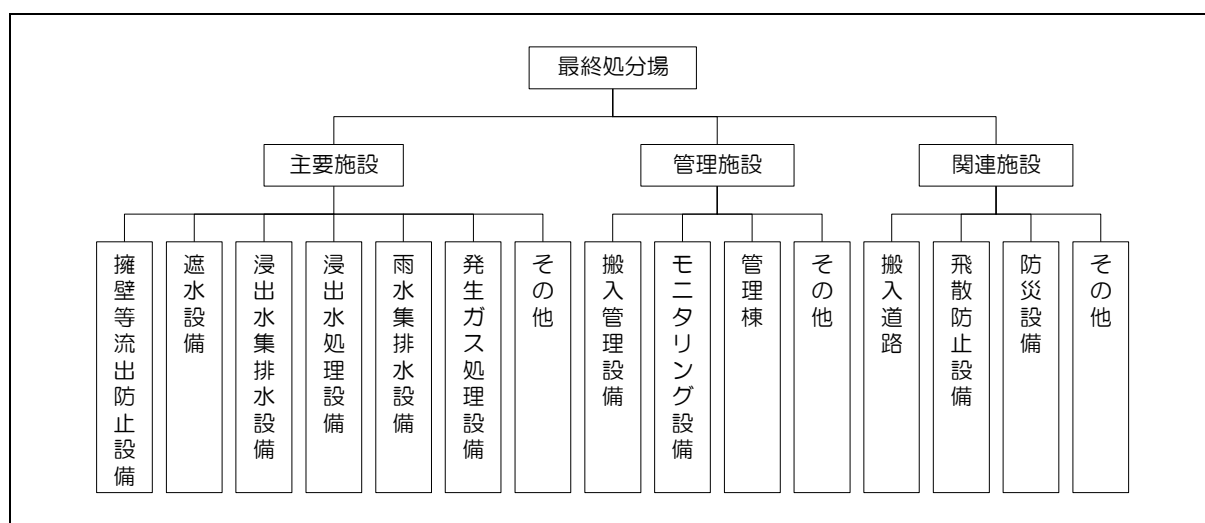 最終処分場
主要施設
管理施設
関連施設
擁壁等流出防止設備
遮水設備
浸出水集排水設備
浸出水処理設備
雨水集排水設備
発生ガス処理設備
その他
搬入管理設備
モニタリング設備
管理棟
その他
搬入道路
飛散防止設備
防災設備
その他